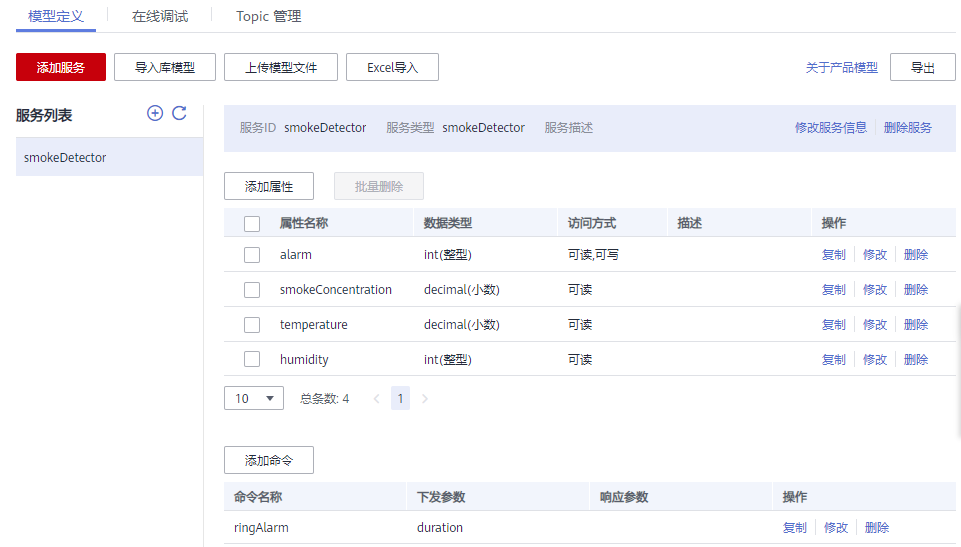 模型定义 在线调试 Topic 管理
添加服务 导入库模型 上传模型文件 Excel导入 关于产品模型 导出
服务列表
smokeDetector
服务ID smokeDetector 服务类型 smokeDetector 服务描述 修改服务信息 删除服务
添加属性 批量删除
属性名称 数据类型 访问方式 描述 操作
alarm int(整型) 可读,可写 复制 修改 删除
smokeConcentration decimal(小数) 可读 复制 修改 删除
temperature decimal(小数) 可读 复制 修改 删除
humidity int(整型) 可读 复制 修改 删除
10 总条数: 4 < 1 >
添加命令
命令名称 下发参数 响应参数 操作
ringAlarm duration 复制 修改 删除